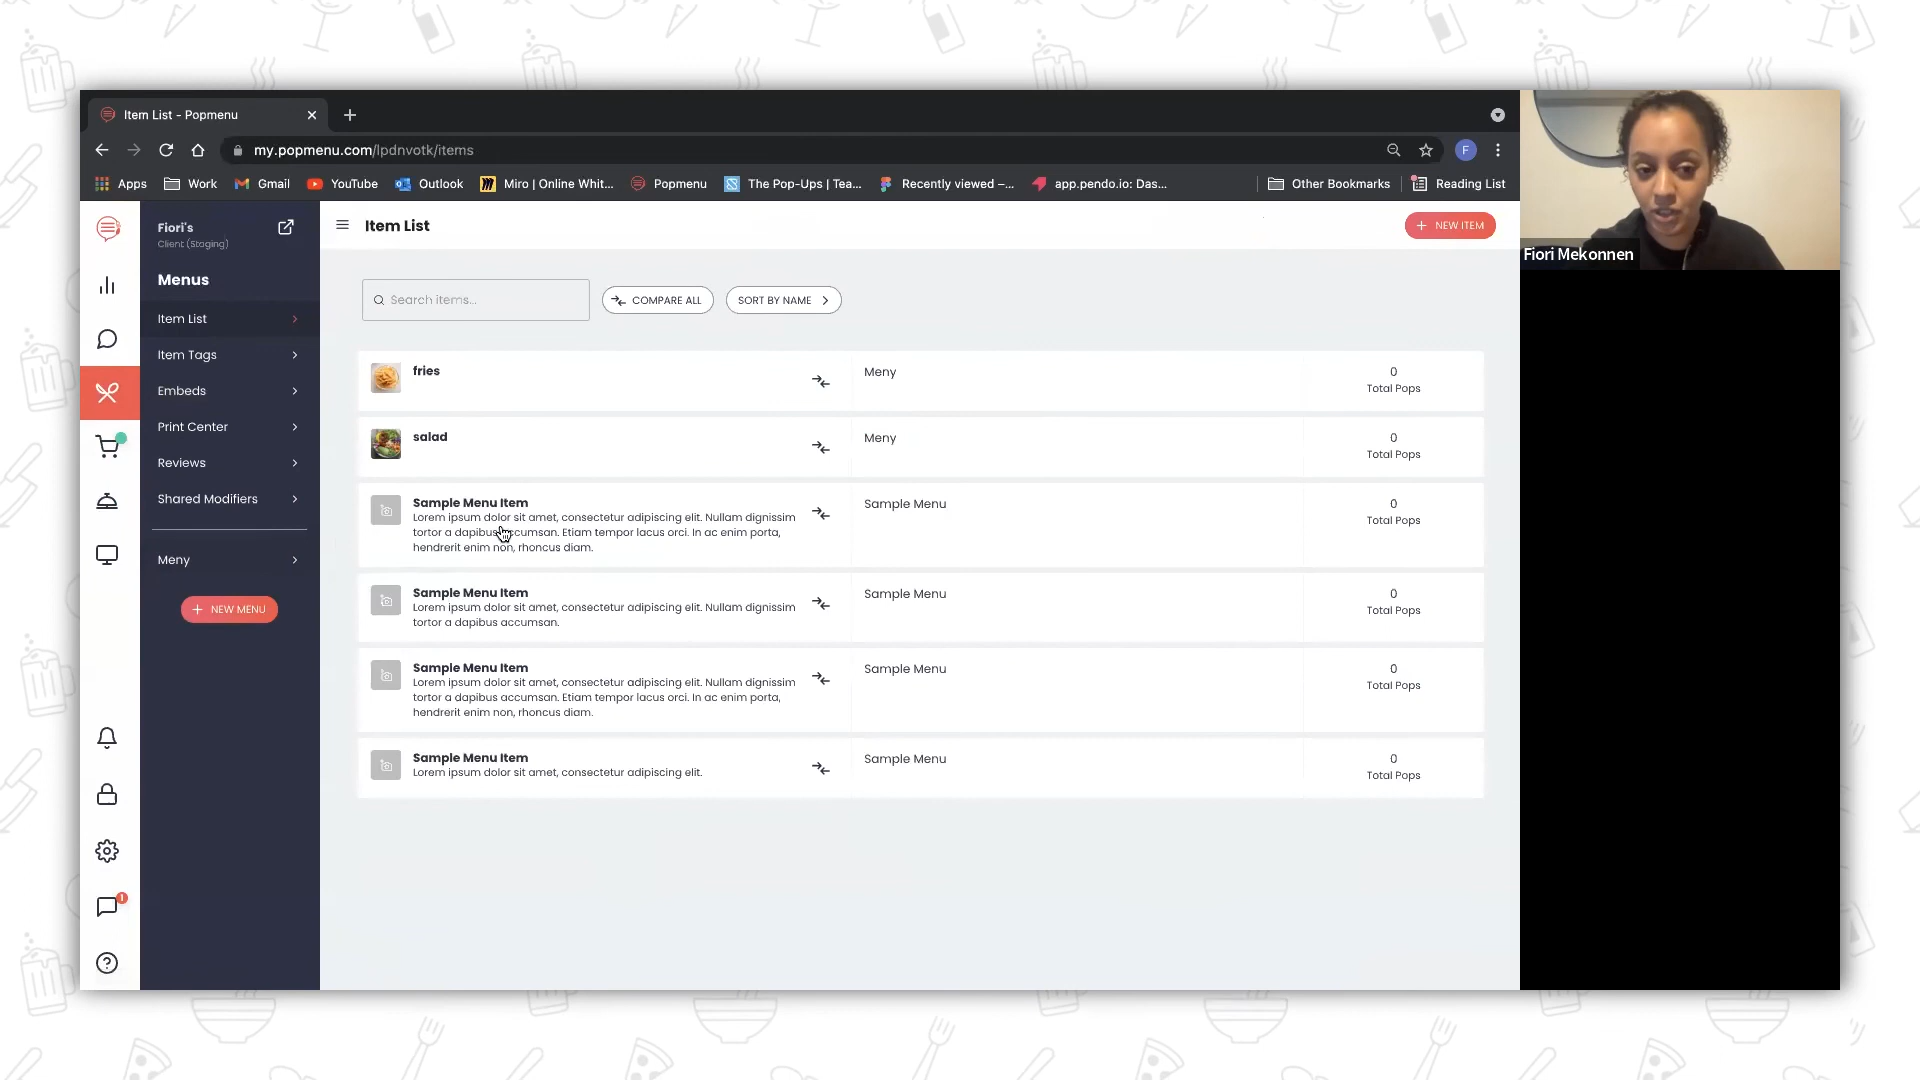 Item List - Popmenu
my.popmenu.com/lpdnvotk/items
F
Apps
Work
Gmail
YouTube
Outlook
Miro | Online Whit...
Popmenu
The Pop-Ups | Tea...
Recently viewed –...
app.pendo.io: Das...
Other Bookmarks
Reading List
Fiori's
Client (Staging)
Menus
Item List
Item Tags
Embeds
Print Center
Reviews
Shared Modifiers
Meny
+ NEW MENU
1
Item List
+ NEW ITEM
Search items...
COMPARE ALL
SORT BY NAME
fries
Meny
0
Total Pops
salad
Meny
0
Total Pops
Sample Menu Item
Lorem ipsum dolor sit amet, consectetur adipiscing elit. Nullam dignissim
tortor a dapibus accumsan. Etiam tempor lacus orci. In ac enim porta,
hendrerit enim non, rhoncus diam.
Sample Menu
0
Total Pops
Sample Menu Item
Lorem ipsum dolor sit amet, consectetur adipiscing elit. Nullam dignissim
tortor a dapibus accumsan.
Sample Menu
0
Total Pops
Sample Menu Item
Lorem ipsum dolor sit amet, consectetur adipiscing elit. Nullam dignissim
tortor a dapibus accumsan. Etiam tempor lacus orci. In ac enim porta,
hendrerit enim non, rhoncus diam.
Sample Menu
0
Total Pops
Sample Menu Item
Lorem ipsum dolor sit amet, consectetur adipiscing elit.
Sample Menu
0
Total Pops
Fiori Mekonnen